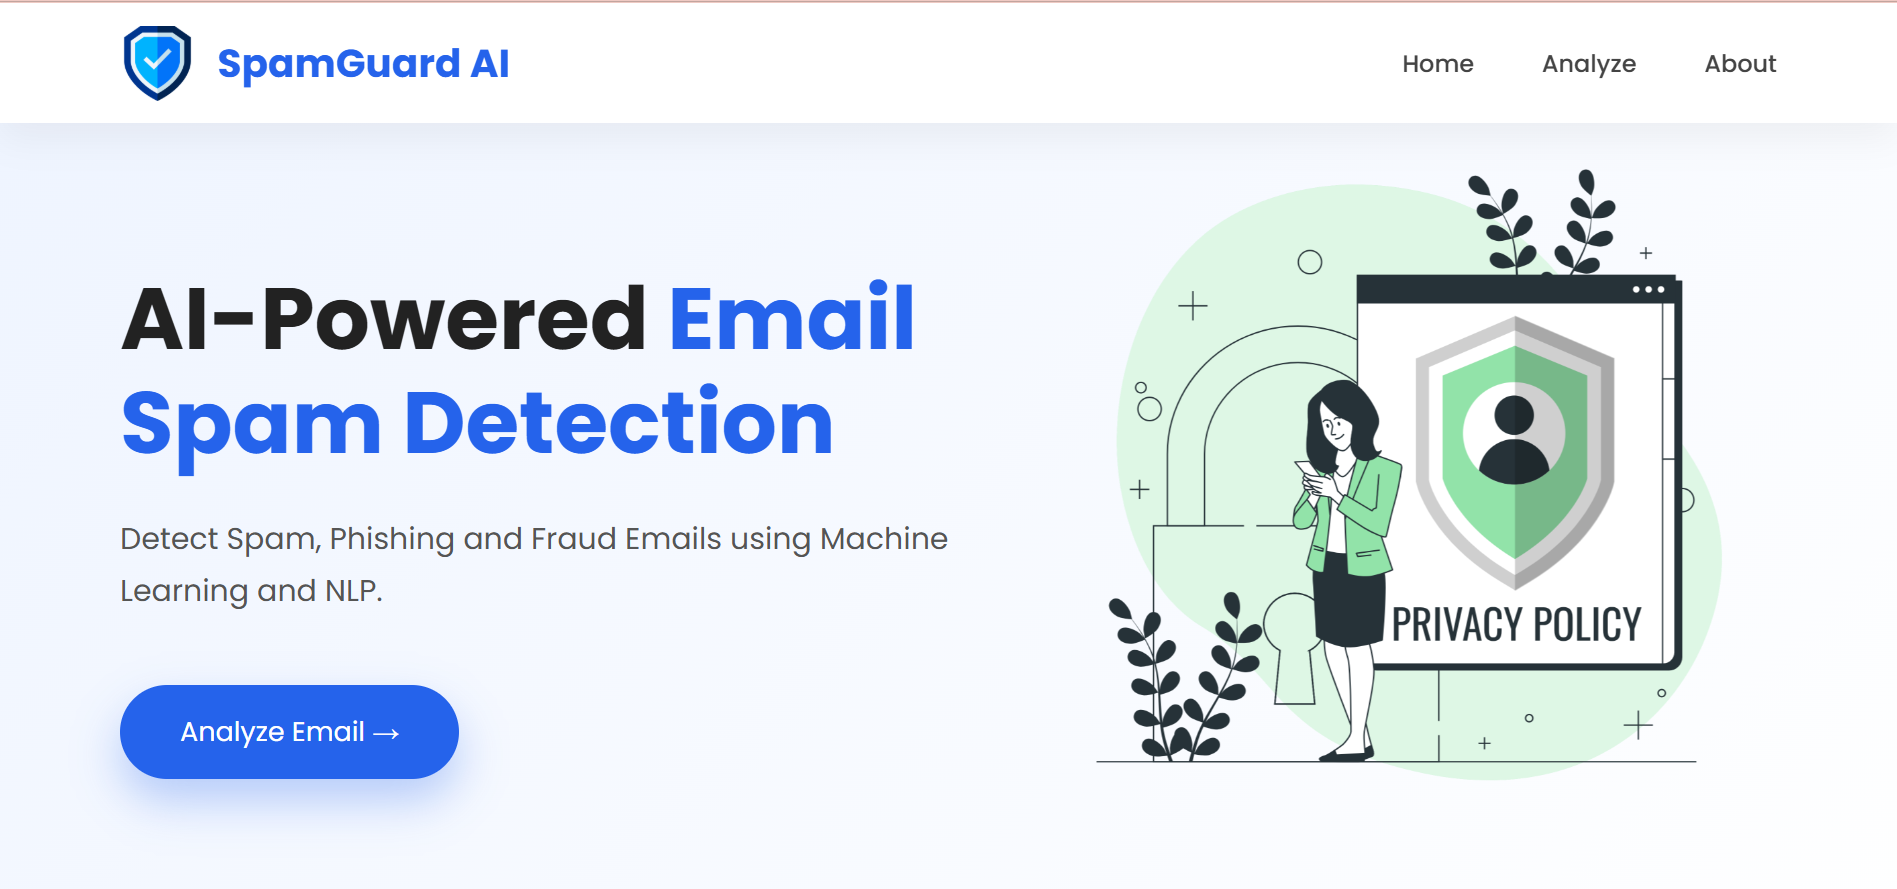 SpamGuard AI
Home
Analyze
About
AI-Powered Email
Spam Detection
Detect Spam, Phishing and Fraud Emails using Machine
Learning and NLP.
Analyze Email →
PRIVACY POLICY